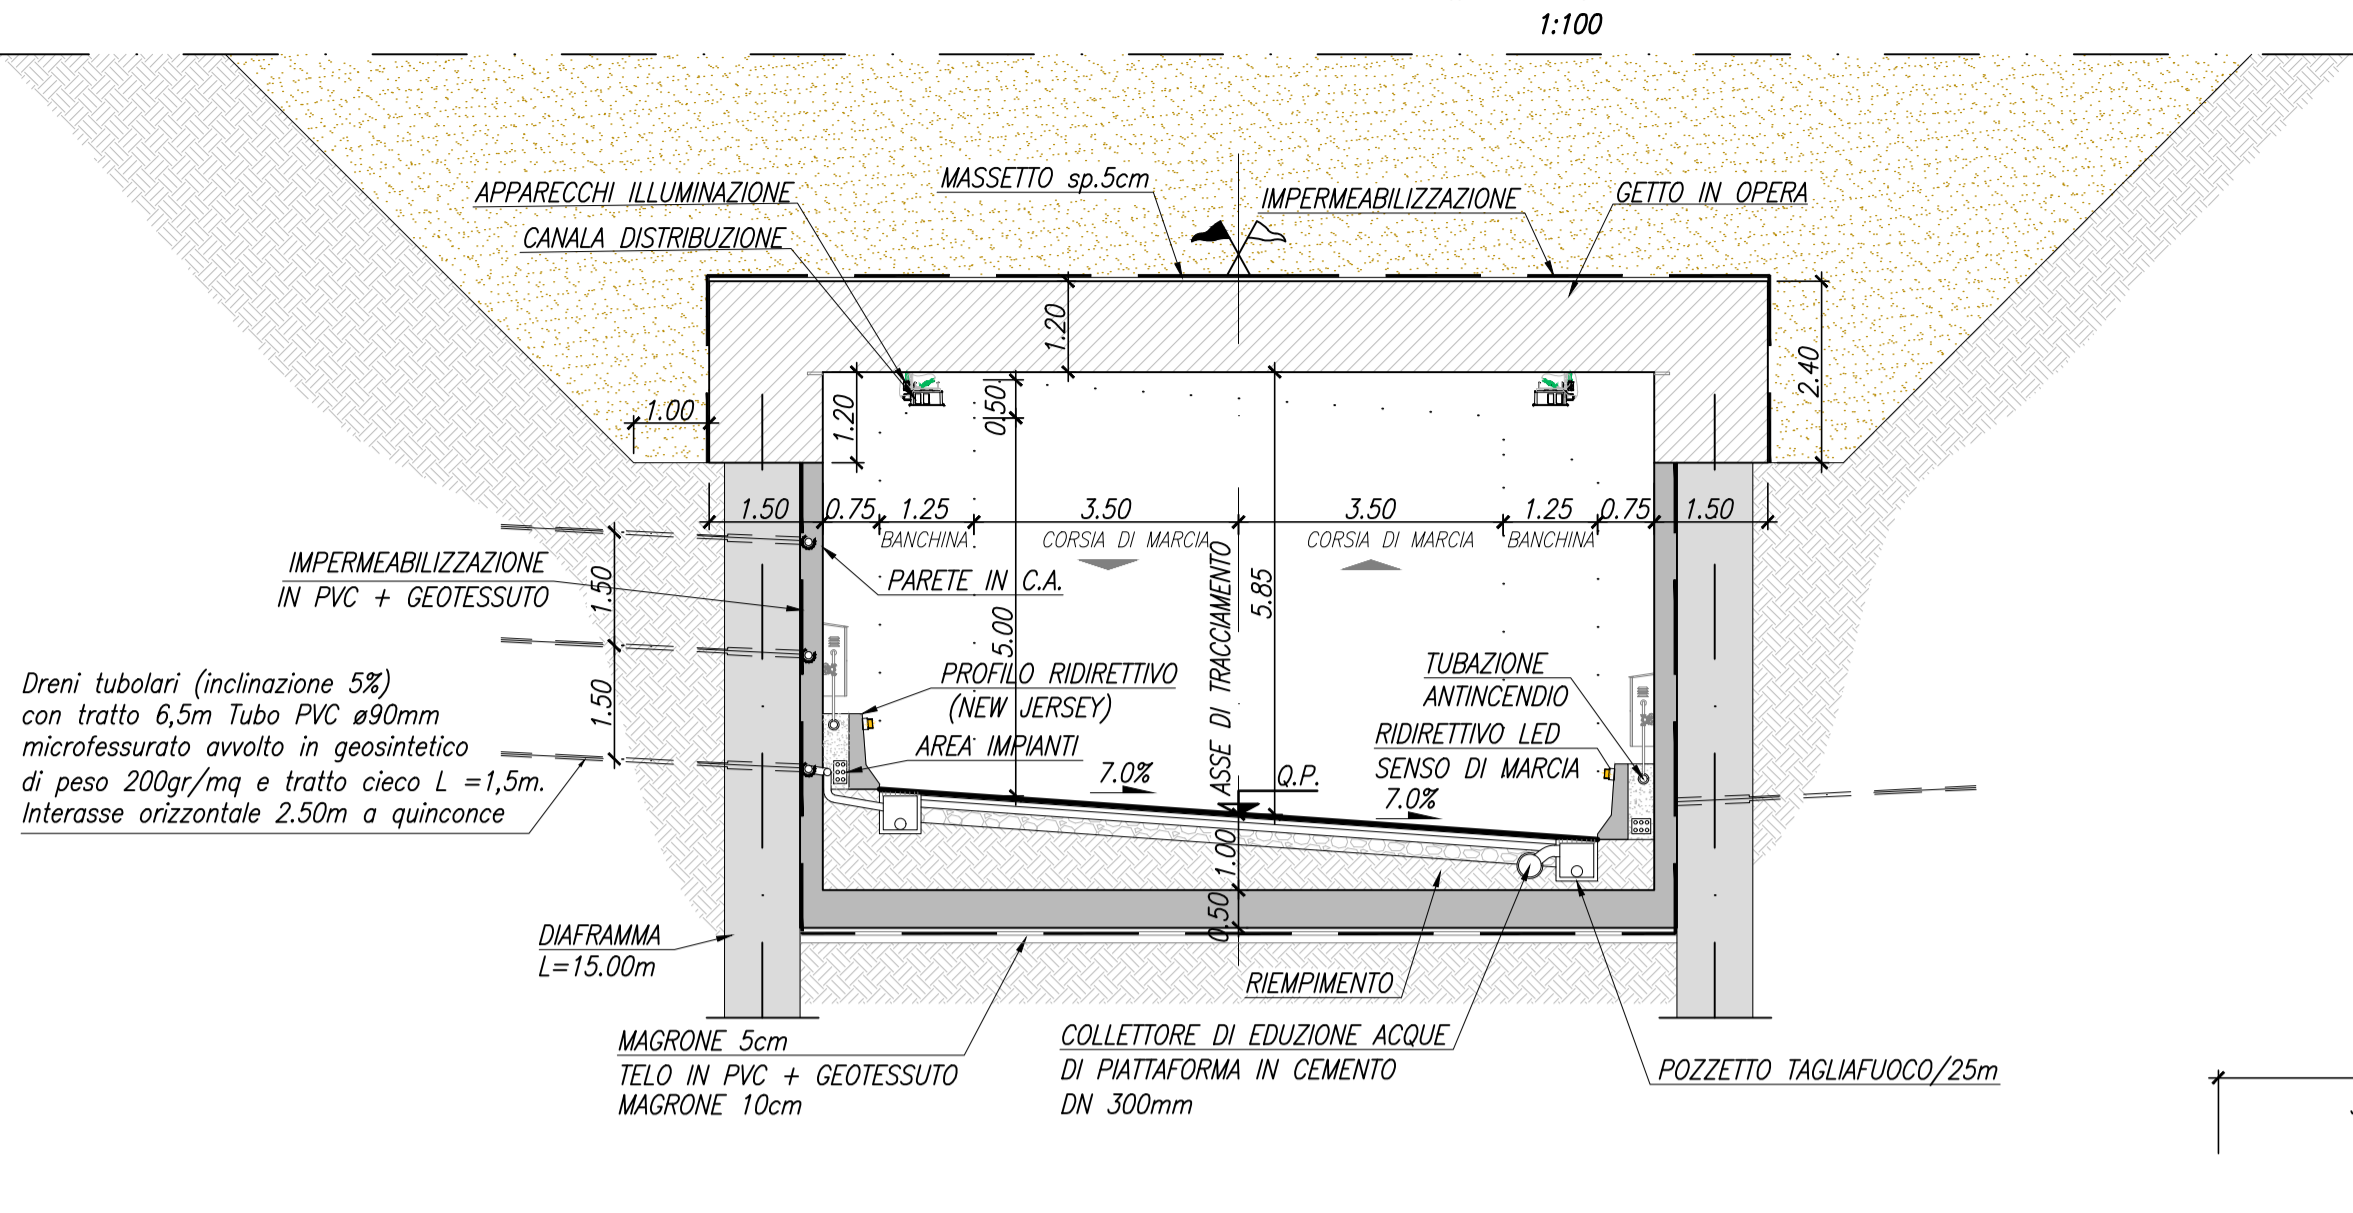 1:100
MASSETTO sp.5cm
APPARECCHI ILLUMINAZIONE
IMPERMEABILIZZAZIONE
GETTO IN OPERA
CANALA DISTRIBUZIONE
1.20
2.40
1.00
1.20
0.50
1.50
0.75
1.25
3.50
3.50
1.25
0.75
1.50
BANCHINA
CORSIA DI MARCIA
CORSIA DI MARCIA
BANCHINA
IMPERMEABILIZZAZIONE
IN PVC + GEOTESSUTO
1.50
PARETE IN C.A.
5.00
5.85
ASSE DI TRACCIAMENTO
1.50
PROFILO RIDIRETTIVO
(NEW JERSEY)
AREA IMPIANTI
TUBAZIONE
ANTINCENDIO
RIDIRETTIVO LED
SENSO DI MARCIA
Dreni tubolari (inclinazione 5%)
con tratto 6,5m Tubo PVC ø90mm
microfessurato avvolto in geosintetico
di peso 200gr/mq e tratto cieco L =1,5m.
Interasse orizzontale 2.50m a quinconce
7.0%
Q.P.
7.0%
1.00
0.50
DIAFRAMMA
L=15.00m
RIEMPIMENTO
MAGRONE 5cm
TELO IN PVC + GEOTESSUTO
MAGRONE 10cm
COLLETTORE DI EDUZIONE ACQUE
DI PIATTAFORMA IN CEMENTO
DN 300mm
POZZETTO TAGLIAFUOCO/25m